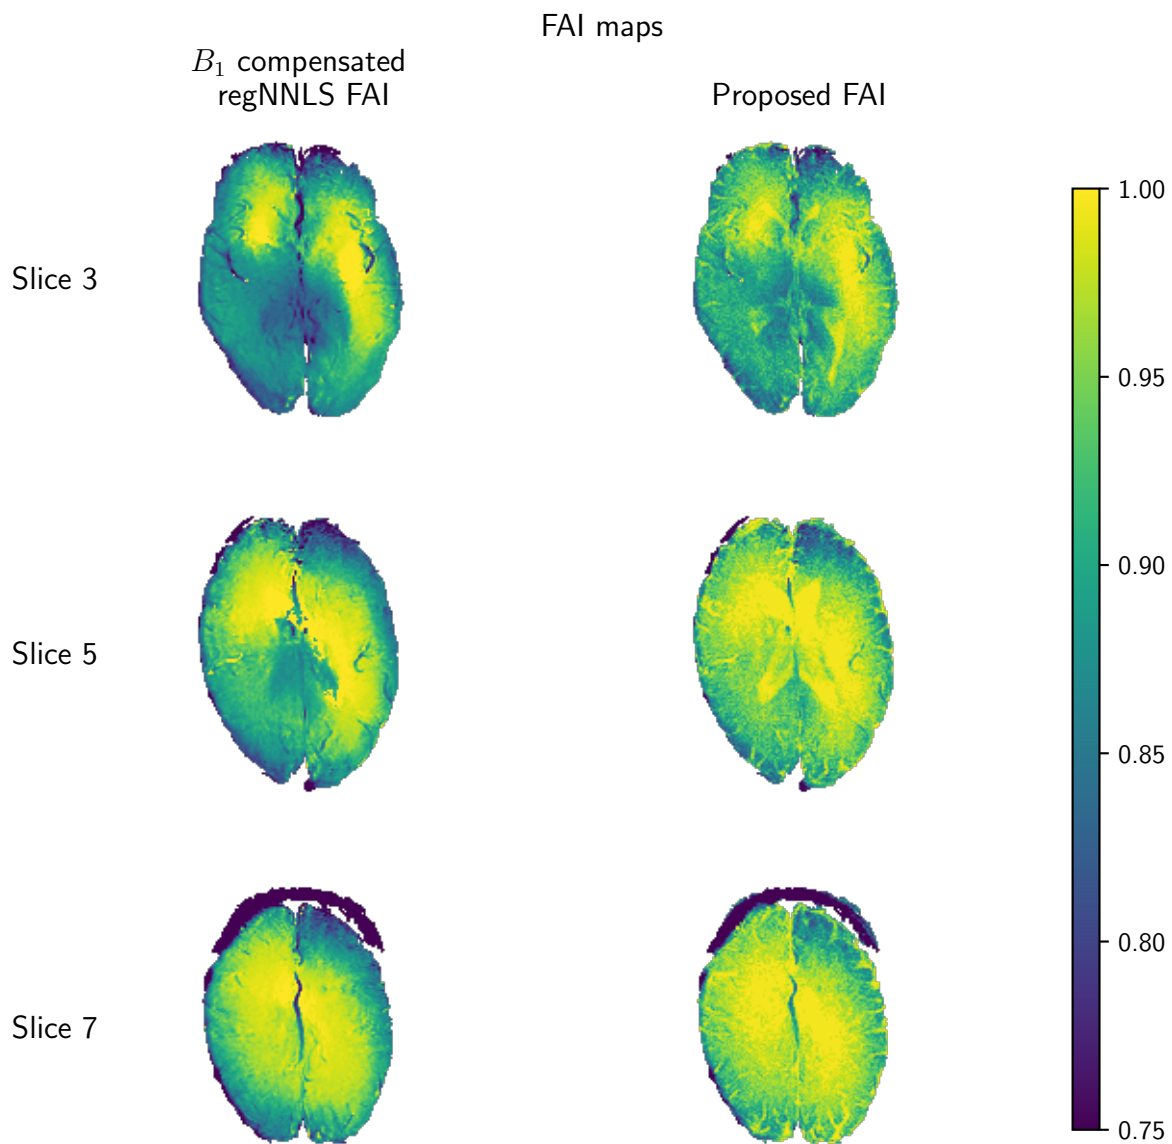 FAI maps
B₁ compensated
regNNLS FAI
Proposed FAI
Slice 3
Slice 5
Slice 7
1.00
0.95
0.90
0.85
0.80
0.75